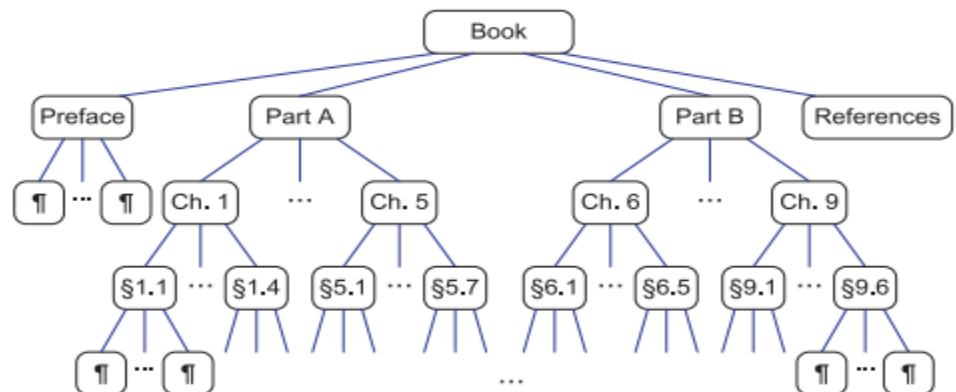 Book
Preface Part A Part B References
¶ ... ¶ Ch. 1 ... Ch. 5 Ch. 6 ... Ch. 9
§1.1 ... §1.4 §5.1 ... §5.7 §6.1 ... §6.5 §9.1 ... §9.6
¶ ... ¶ ... ¶ ... ¶